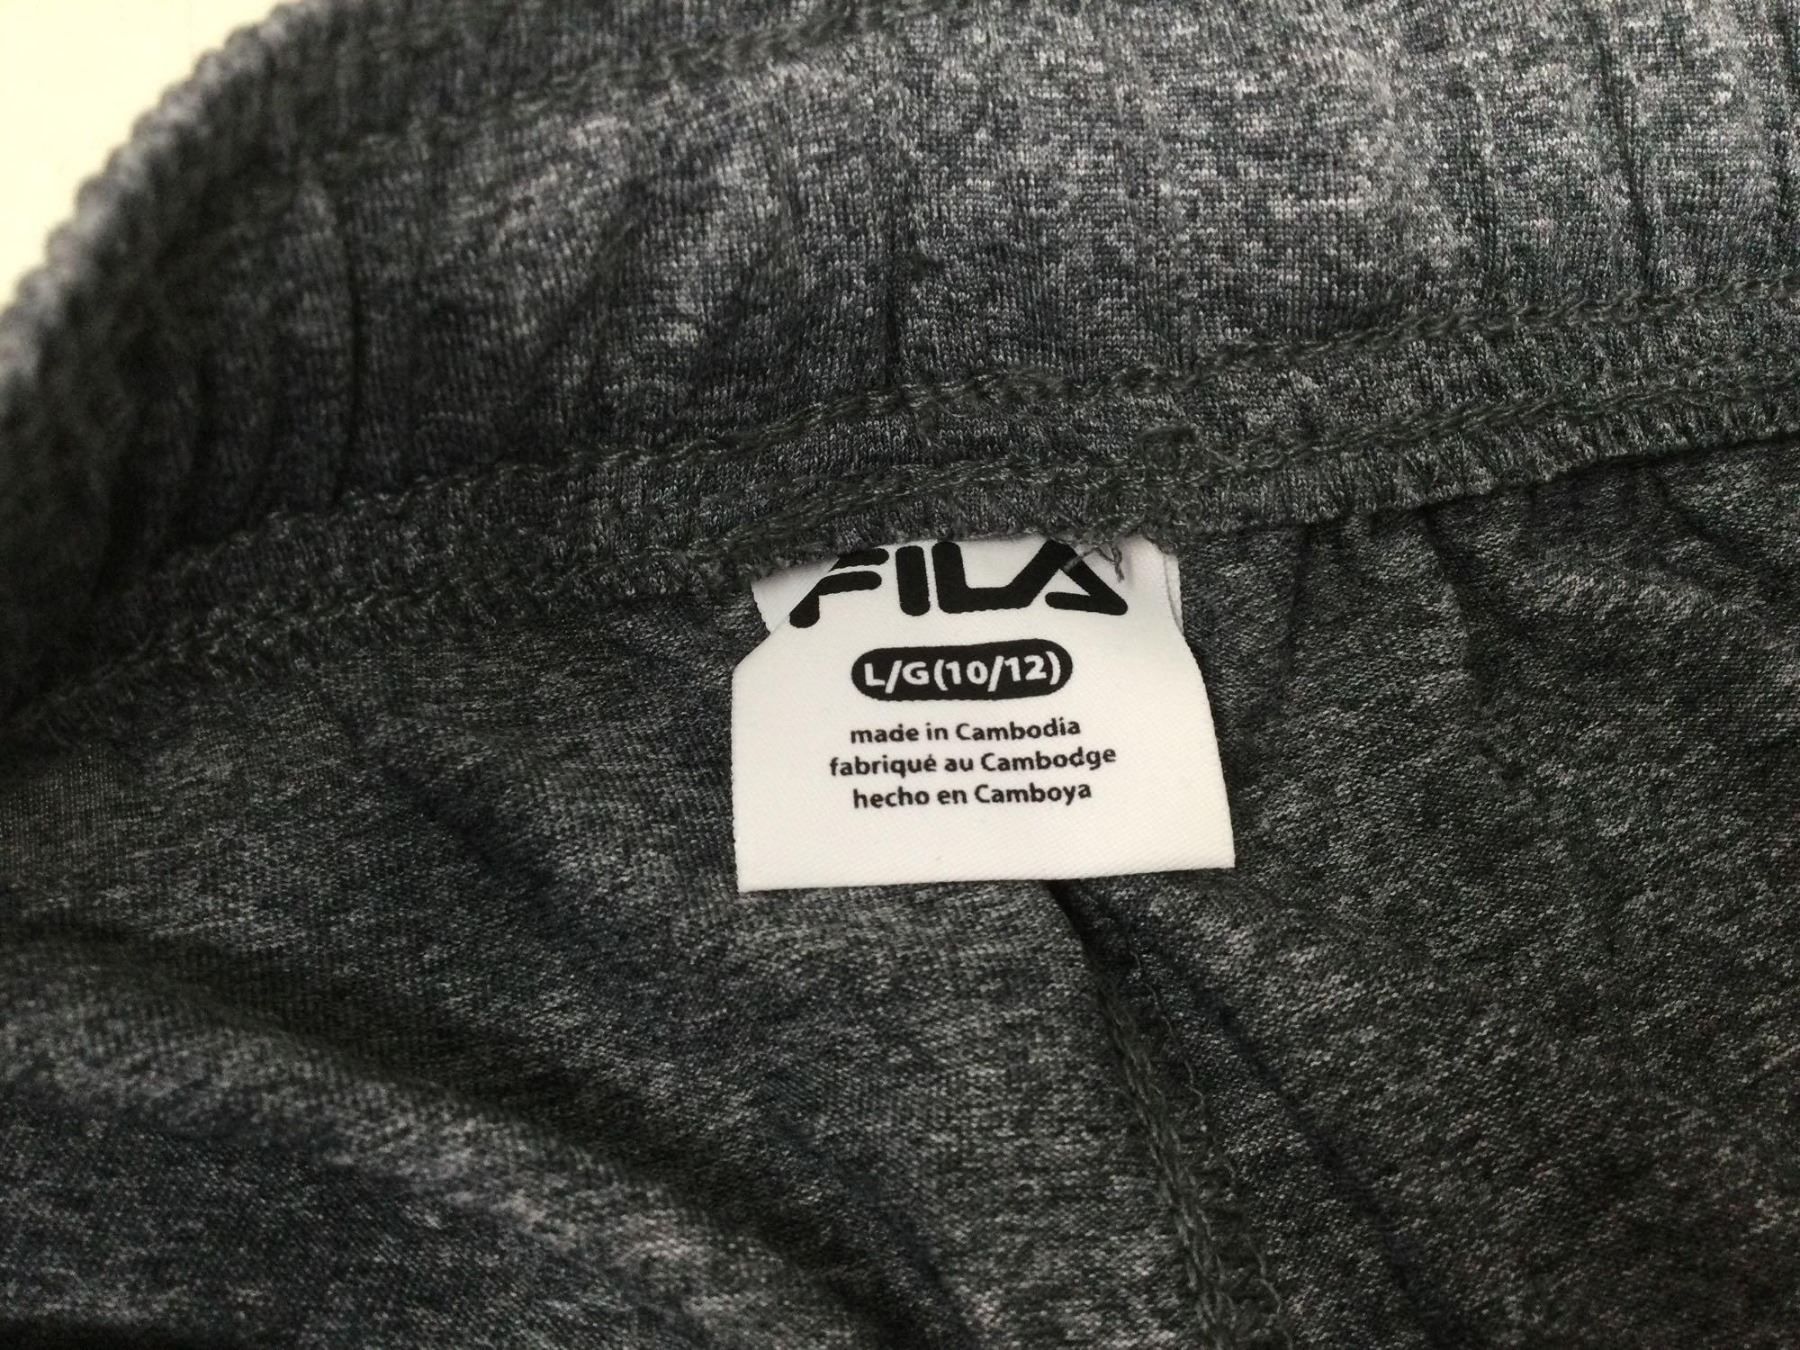 FILA
L/G(10/12)
made in Cambodia
fabriqué au Cambodge
hecho en Camboya